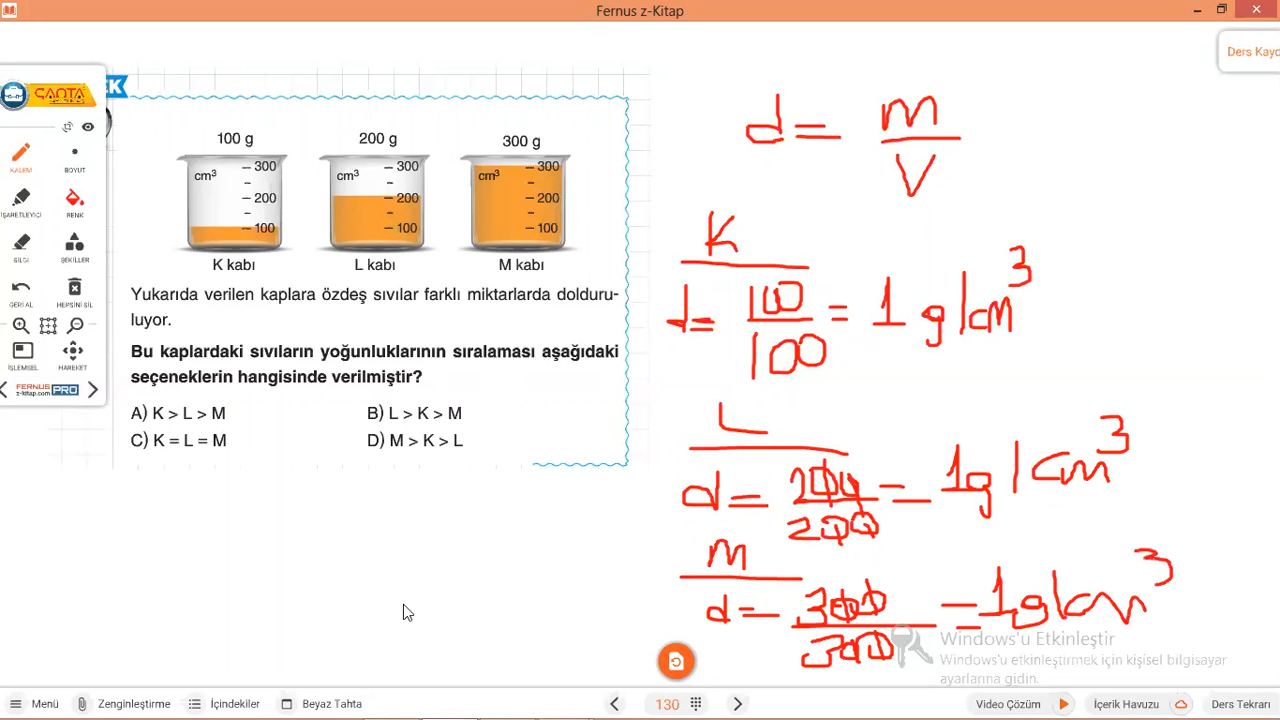 Fernus z-Kitap
Ders Kayd
ÇANTA
EK
KALEM
BOYUT
İŞARETLEYİCİ
RENK
SİLGİ
ŞEKİLLER
GERİ AL
HEPSİNİ SİL
İŞLEMSEL
HAREKET
FERNUS PRO
z-kitap.com
100 g
200 g
300 g
cm³
300
200
100
cm³
300
200
100
cm³
300
200
100
K kabı
L kabı
M kabı
Yukarıda verilen kaplara özdeş sıvılar farklı miktarlarda dolduru-
luyor.
Bu kaplardaki sıvıların yoğunluklarının sıralaması aşağıdaki
seçeneklerin hangisinde verilmiştir?
A) K > L > M
B) L > K > M
C) K = L = M
D) M > K > L
d = m/V
K
d = 100/100 = 1 g/cm³
L
d = 200/200 = 1g/cm³
M
d = 300/300 = 1g/cm³
Windows'u Etkinleştir
Windows'u etkinleştirmek için kişisel bilgisayar
ayarlarına gidin.
Menü
Zenginleştirme
İçindekiler
Beyaz Tahta
130
Video Çözüm
İçerik Havuzu
Ders Tekrarı